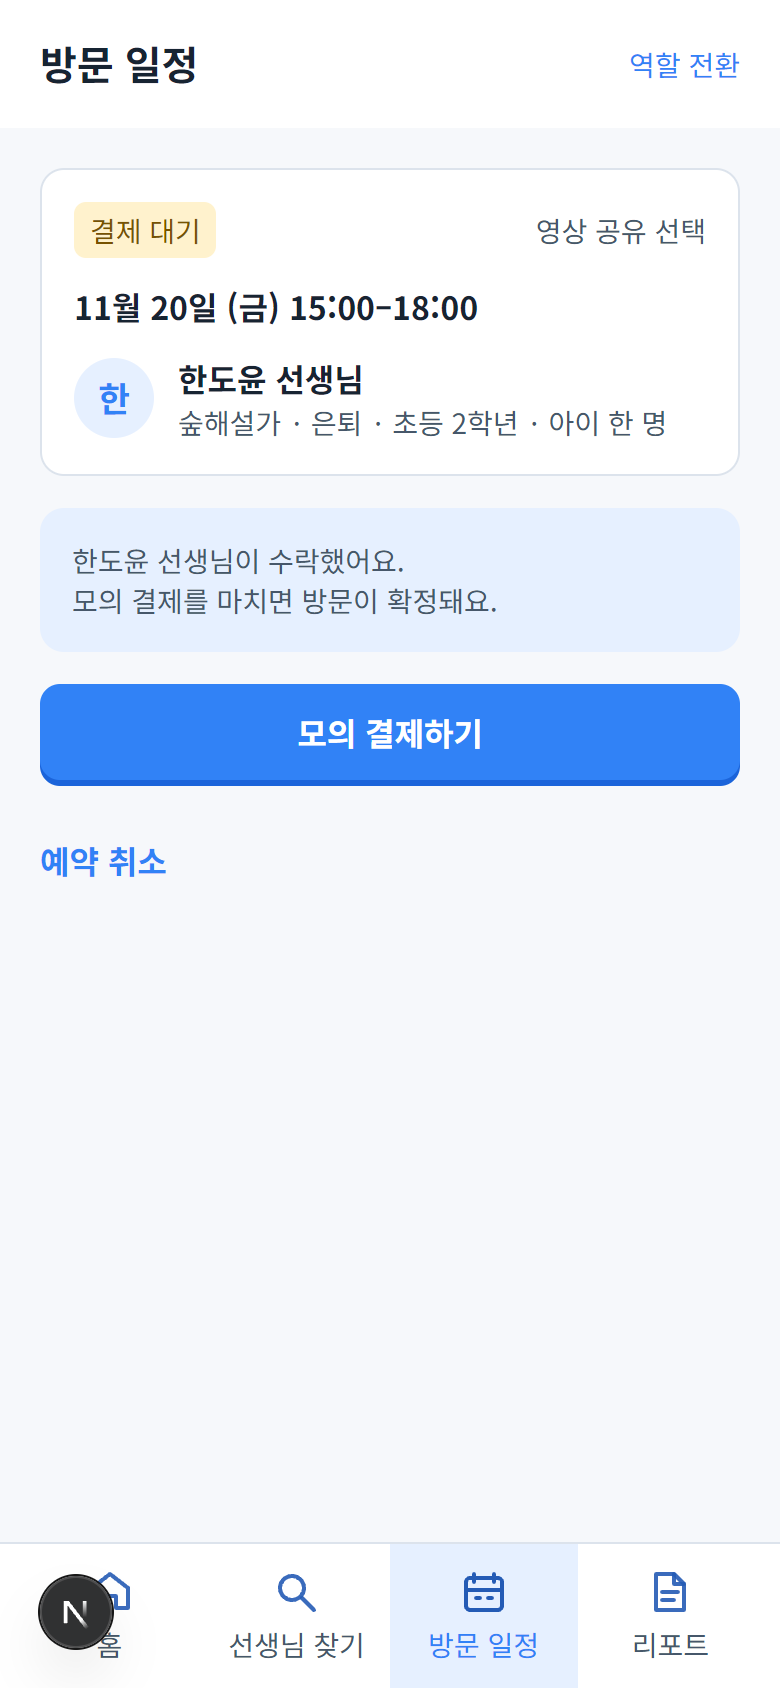 방문 일정
역할 전환
결제 대기
영상 공유 선택
11월 20일 (금) 15:00–18:00
한
한도윤 선생님
숲해설가 · 은퇴 · 초등 2학년 · 아이 한 명
한도윤 선생님이 수락했어요.
모의 결제를 마치면 방문이 확정돼요.
모의 결제하기
예약 취소
N
홈
선생님 찾기
방문 일정
리포트